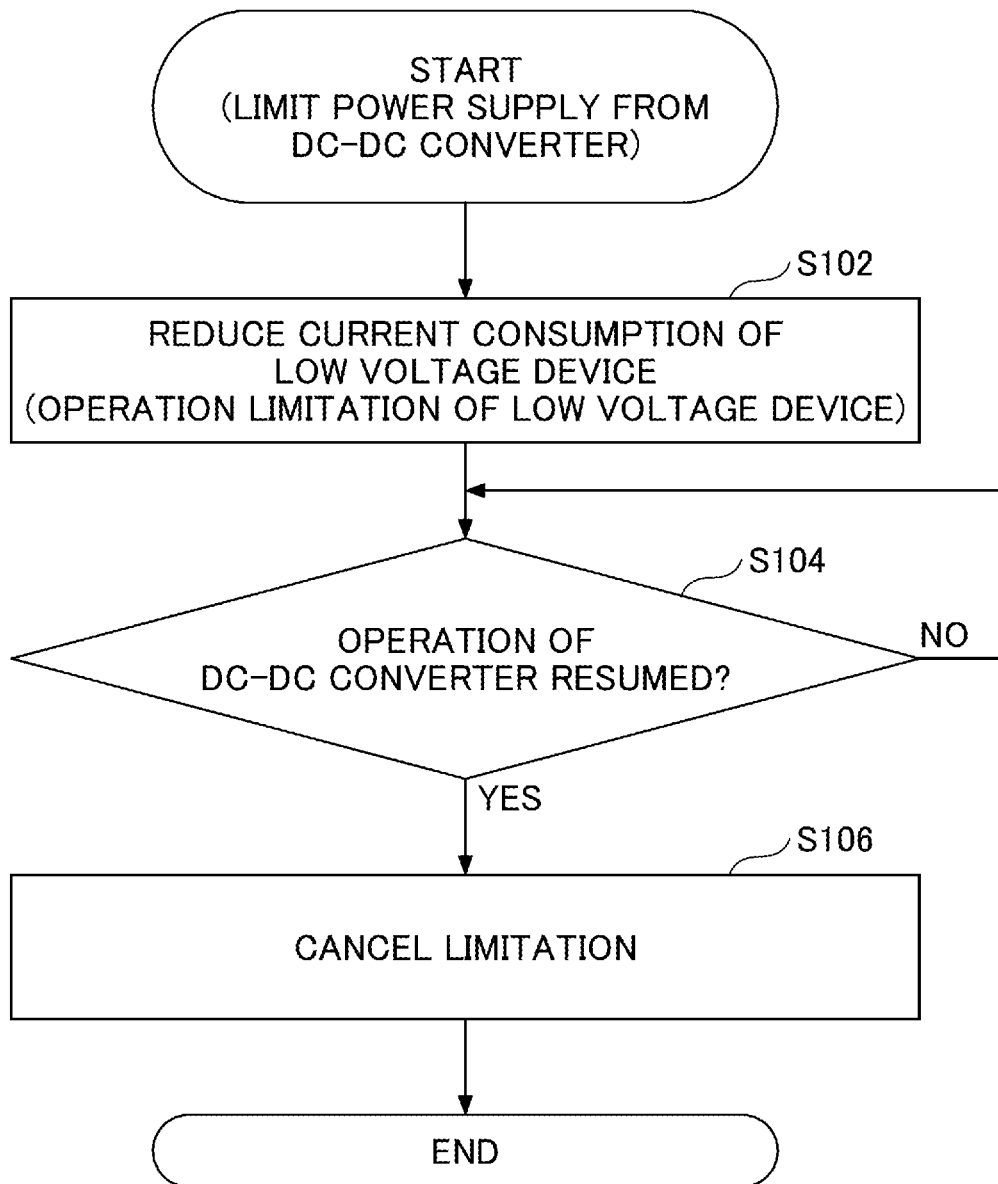 START
(LIMIT POWER SUPPLY FROM
DC-DC CONVERTER)
S102
REDUCE CURRENT CONSUMPTION OF
LOW VOLTAGE DEVICE
(OPERATION LIMITATION OF LOW VOLTAGE DEVICE)
S104
OPERATION OF
DC-DC CONVERTER RESUMED?
NO
YES
S106
CANCEL LIMITATION
END